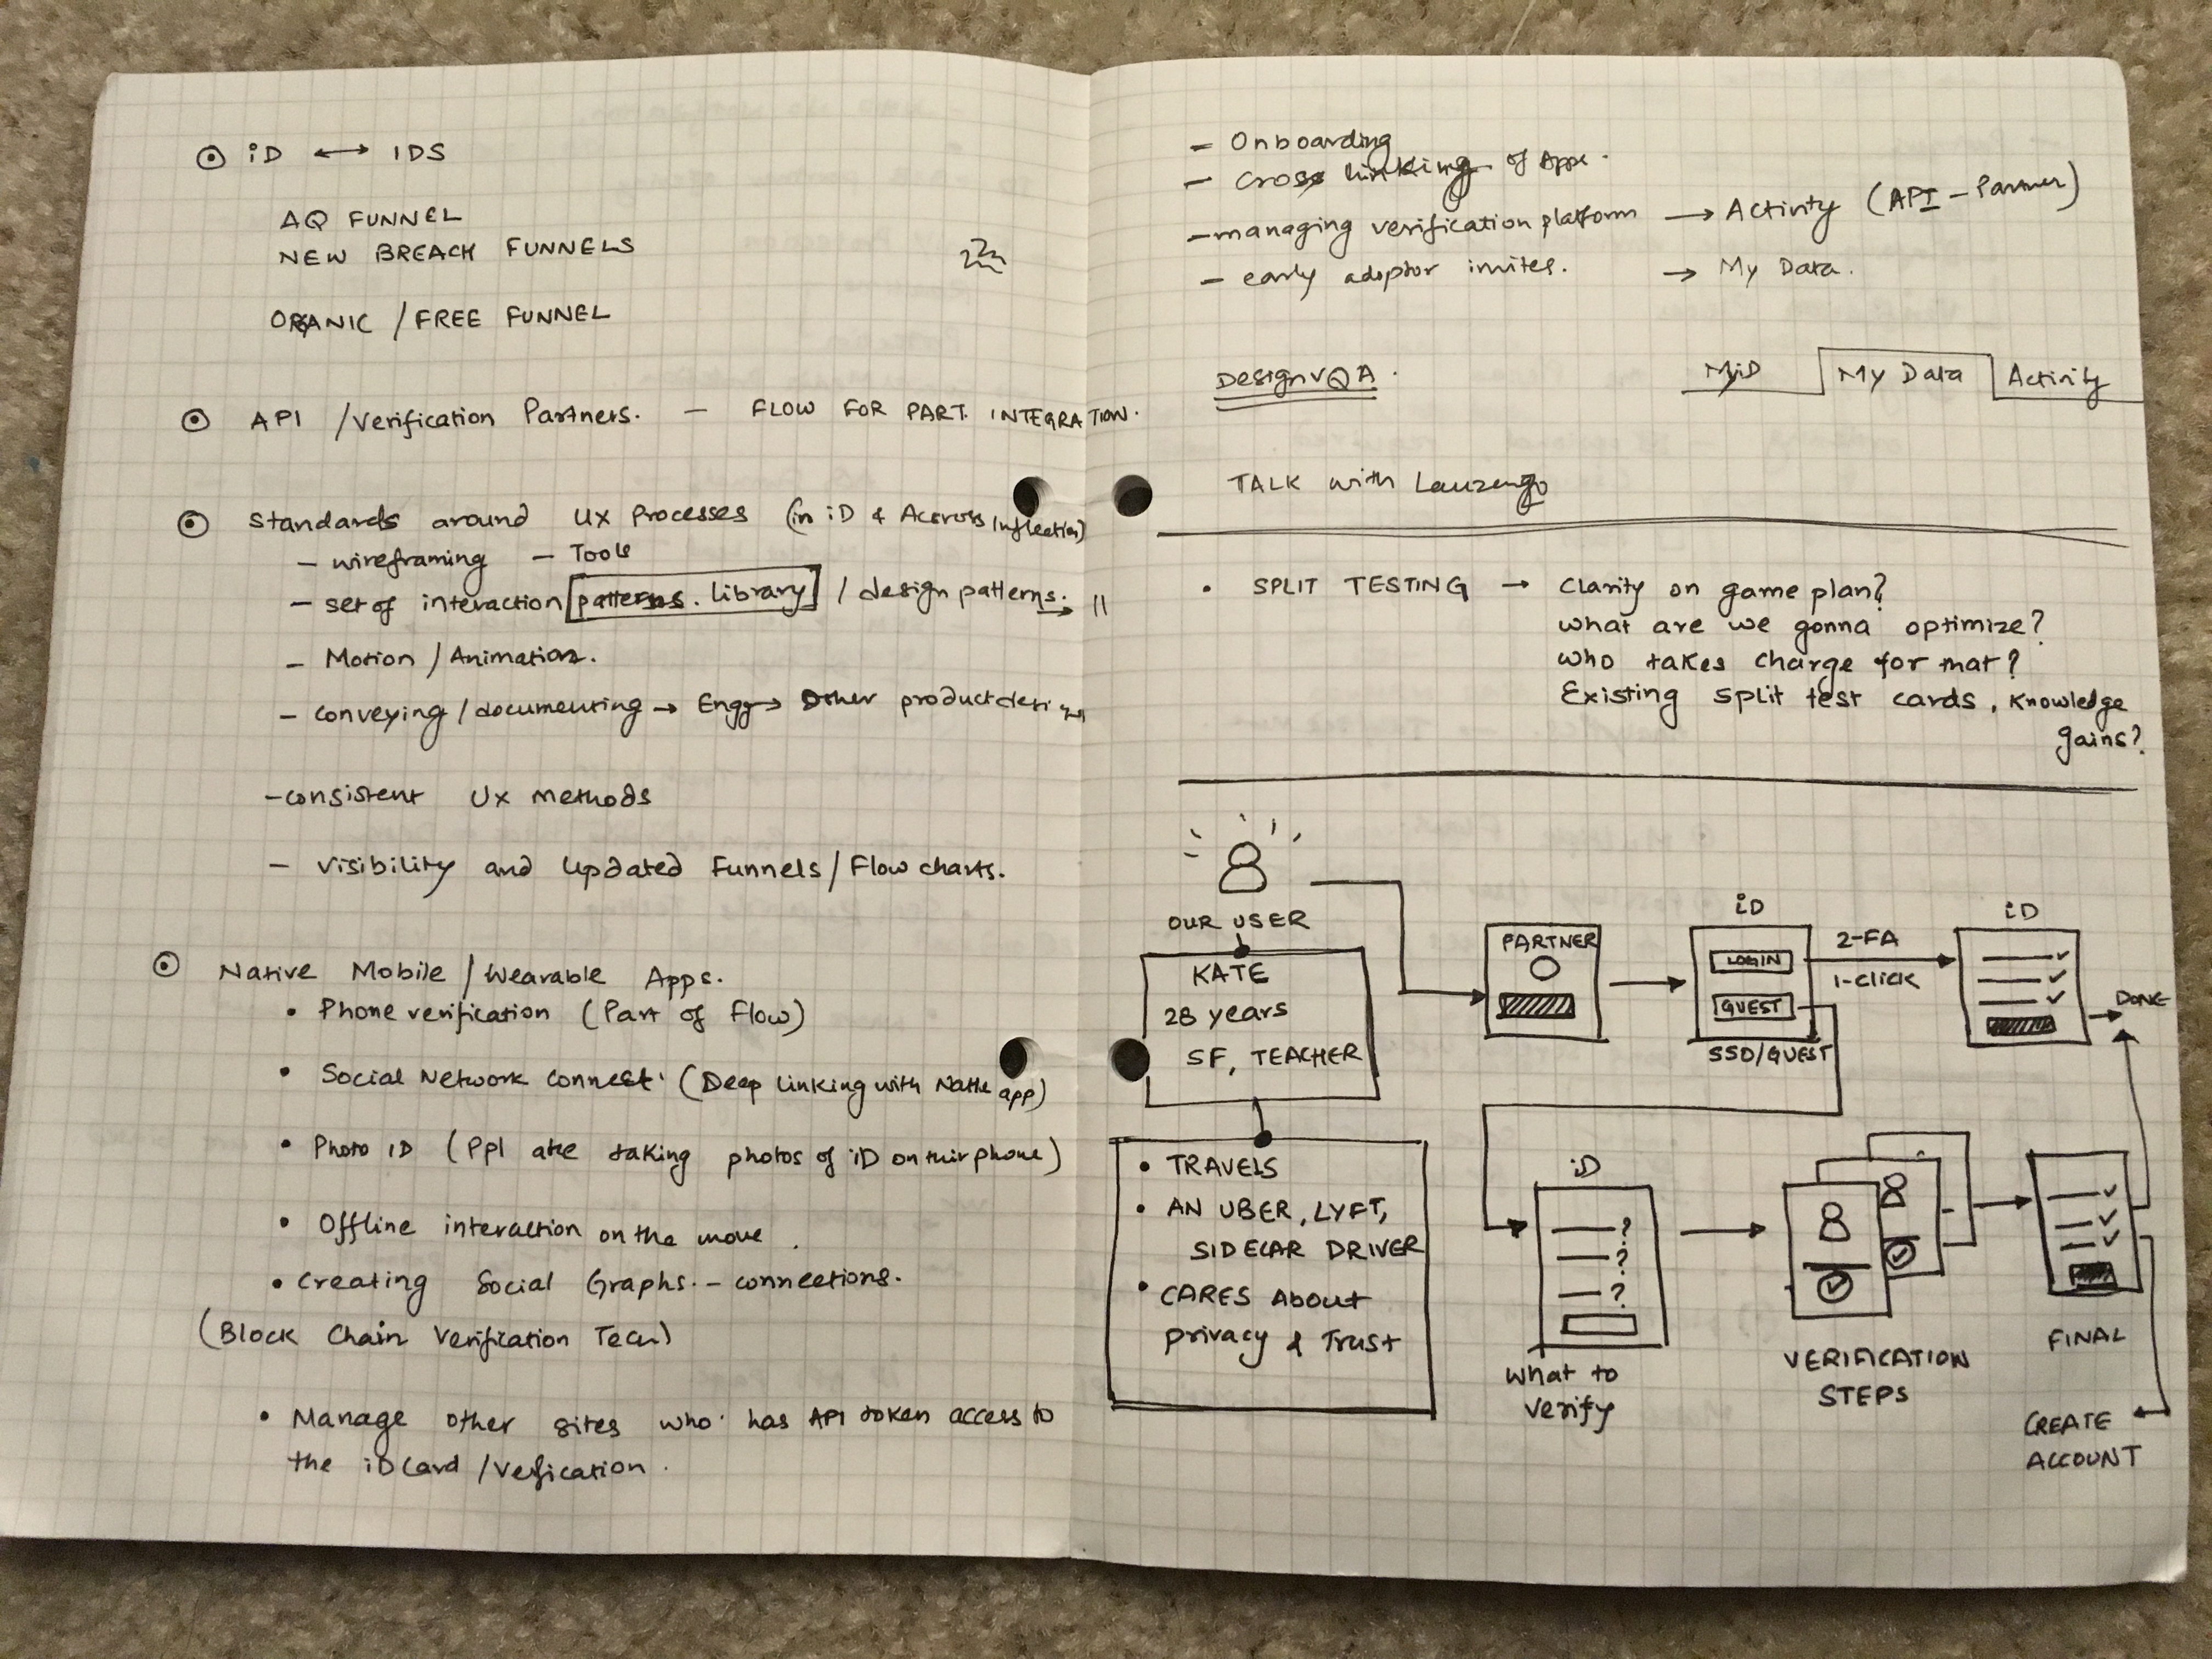 iD ⟷ IDS
AQ FUNNEL
NEW BREACH FUNNELS
ORGANIC / FREE FUNNEL
API / Verification Partners. — FLOW FOR PART. INTEGRATION.
Standards around UX Processes (in iD & Accross Inflection)
- wireframing - Tools
- set of interaction patterns. library / design patterns. →
- Motion / Animation.
- conveying / documenting → Engg → Other product design
- consistent UX methods
- visibility and updated Funnels / Flow charts.
Native Mobile / Wearable Apps.
• Phone verification (Part of Flow)
• Social Network connect. (Deep linking with Native app)
• Photo ID (Ppl are taking photos of iD on their phone)
• Offline interaction on the move.
• Creating Social Graphs. - connections.
(Block Chain Verification Tech)
• Manage other sites who has API token access to
the iD Card / Verfication.
- Onboarding
- Cross linking of Apps.
- managing verification platform → Activity (API - Partner)
- early adoptor invites. → My Data.
Design QA.
MyiD My Data Activity
TALK with
• SPLIT TESTING → Clarity on game plan?
what are we gonna optimize?
Who takes charge for that?
Existing split test cards, knowledge
gains?
OUR USER
KATE
28 years
SF, TEACHER
• TRAVELS
• AN UBER, LYFT,
SIDECAR DRIVER
• CARES About
privacy & Trust
PARTNER
iD
LOGIN
GUEST
SSO/GUEST
2-FA
1-CLICK
iD
DONE
iD
? 
?
?
What to
verify
VERIFICATION
STEPS
FINAL
CREATE
ACCOUNT